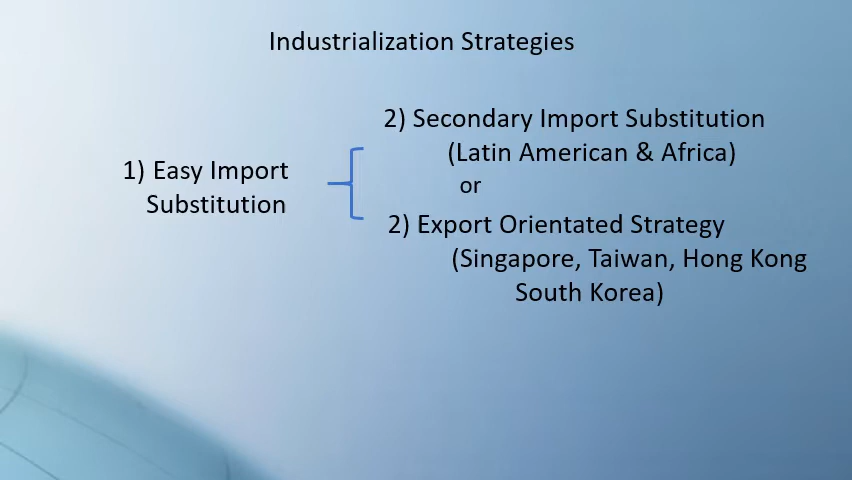 Industrialization Strategies
1) Easy Import
Substitution
2) Secondary Import Substitution
(Latin American & Africa)
or
2) Export Orientated Strategy
(Singapore, Taiwan, Hong Kong
South Korea)